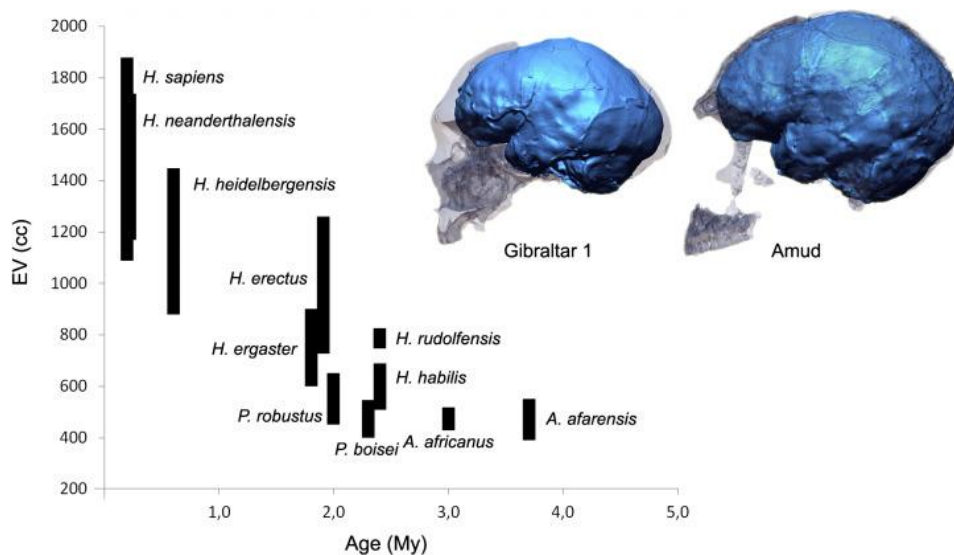 2000
1800
1600
1400
1200
1000
800
600
400
200
EV (cc)
H. sapiens
H. neanderthalensis
H. heidelbergensis
H. erectus
H. rudolfensis
H. ergaster
H. habilis
P. robustus
A. afarensis
P. boisei
A. africanus
Gibraltar 1
Amud
1,0
2,0
3,0
4,0
5,0
Age (My)